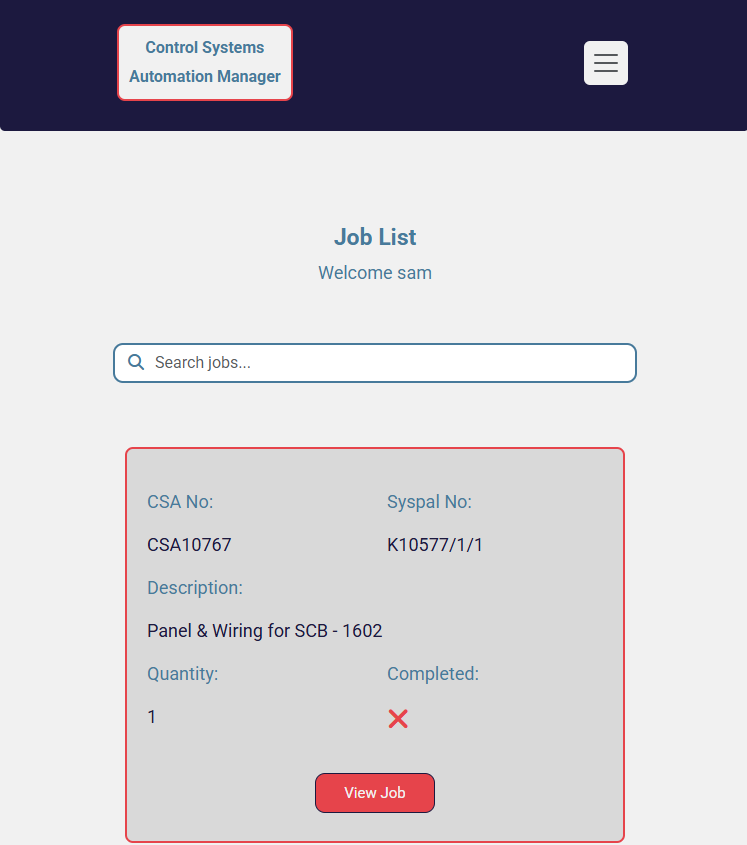 Control Systems
Automation Manager
Job List
Welcome sam
Search jobs...
CSA No:
Syspal No:
CSA10767
K10577/1/1
Description:
Panel & Wiring for SCB - 1602
Quantity:
Completed:
1
View Job